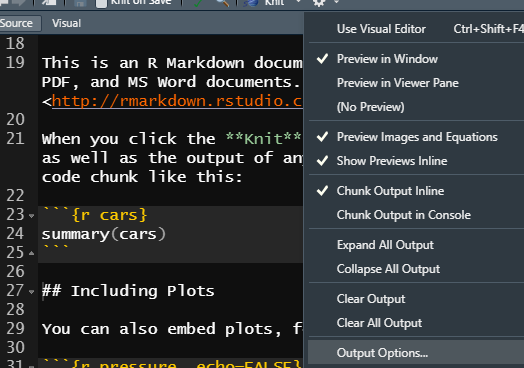 Knit on Save
Knit
Source Visual
18
19 This is an R Markdown docum
PDF, and MS Word documents.
<http://rmarkdown.rstudio.c
20
21 When you click the **Knit**
as well as the output of an
code chunk like this:
22
23 ```{r cars}
24 summary(cars)
25 ```
26
27 ## Including Plots
28
29 You can also embed plots, f
30
31 ```{r pressure, echo=FALSE}
Use Visual Editor Ctrl+Shift+F4
Preview in Window
Preview in Viewer Pane
(No Preview)
Preview Images and Equations
Show Previews Inline
Chunk Output Inline
Chunk Output in Console
Expand All Output
Collapse All Output
Clear Output
Clear All Output
Output Options...